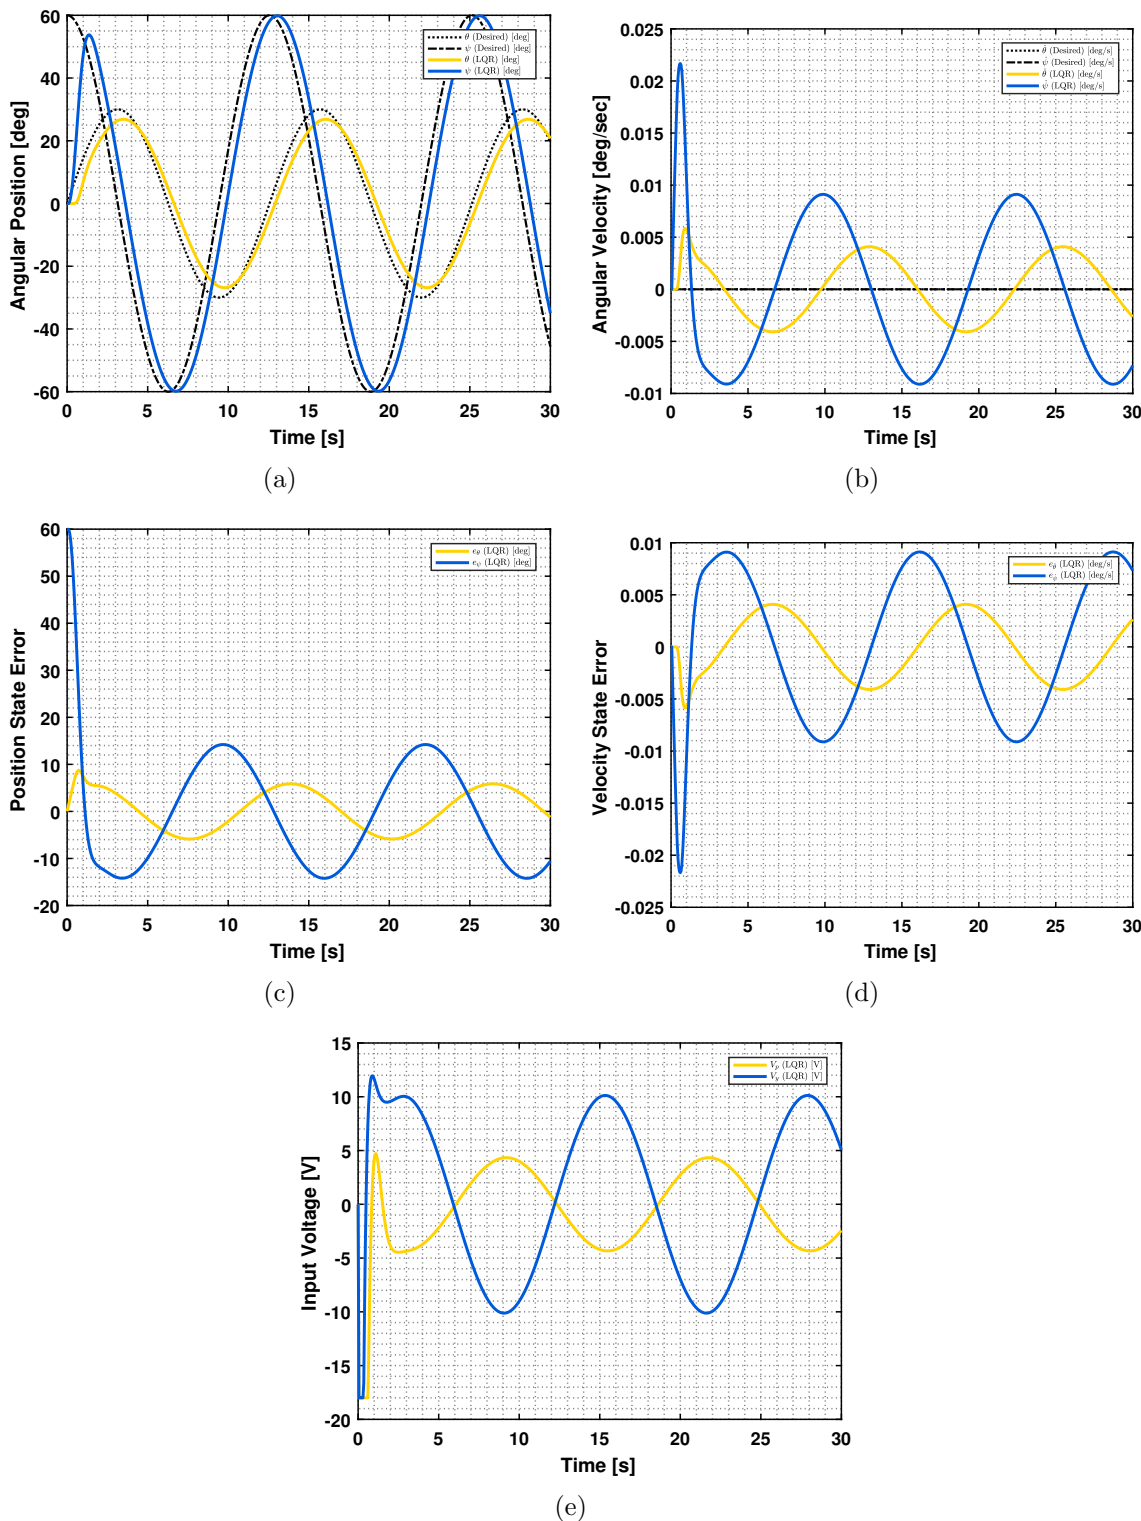 60
40
20
0
-20
-40
-60
Angular Position [deg]
θ (Desired) [deg]
ψ (Desired) [deg]
θ (LQR) [deg]
ψ (LQR) [deg]
0 5 10 15 20 25 30
Time [s]
(a)
0.025
0.02
0.015
0.01
0.005
0
-0.005
-0.01
Angular Velocity [deg/sec]
θ̇ (Desired) [deg/s]
ψ̇ (Desired) [deg/s]
θ̇ (LQR) [deg/s]
ψ̇ (LQR) [deg/s]
0 5 10 15 20 25 30
Time [s]
(b)
60
50
40
30
20
10
0
-10
-20
Position State Error
e_θ (LQR) [deg]
e_ψ (LQR) [deg]
0 5 10 15 20 25 30
Time [s]
(c)
0.01
0.005
0
-0.005
-0.01
-0.015
-0.02
-0.025
Velocity State Error
e_θ̇ (LQR) [deg/s]
e_ψ̇ (LQR) [deg/s]
0 5 10 15 20 25 30
Time [s]
(d)
15
10
5
0
-5
-10
-15
-20
Input Voltage [V]
V_p (LQR) [V]
V_y (LQR) [V]
0 5 10 15 20 25 30
Time [s]
(e)